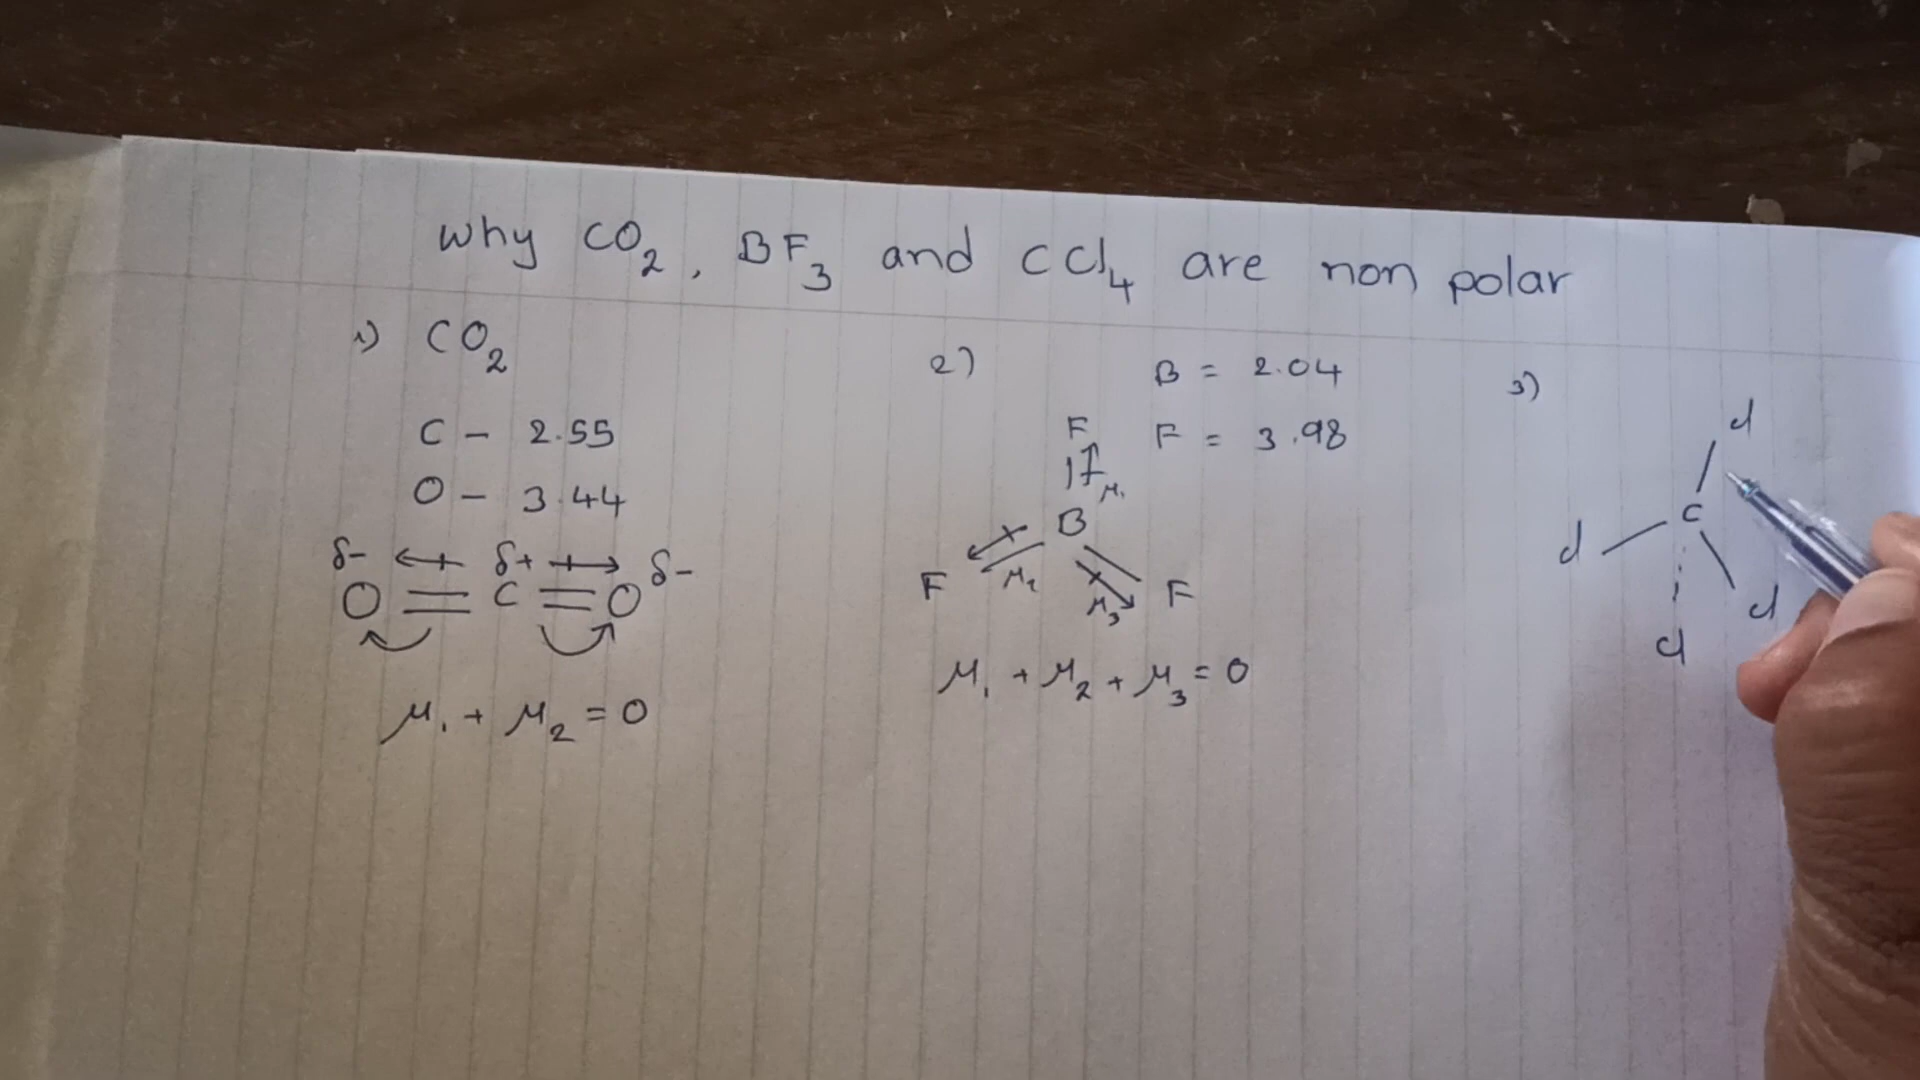 why CO₂, BF₃ and CCl₄ are non polar
1) CO₂
C – 2.55
O – 3.44
δ- δ+ δ-
O = C = O
μ₁ + μ₂ = 0
2)
B = 2.04
F = 3.98
F
μ₁
B
F μ₂ μ₃ F
μ₁ + μ₂ + μ₃ = 0
3)
Cl
C
Cl
Cl
Cl